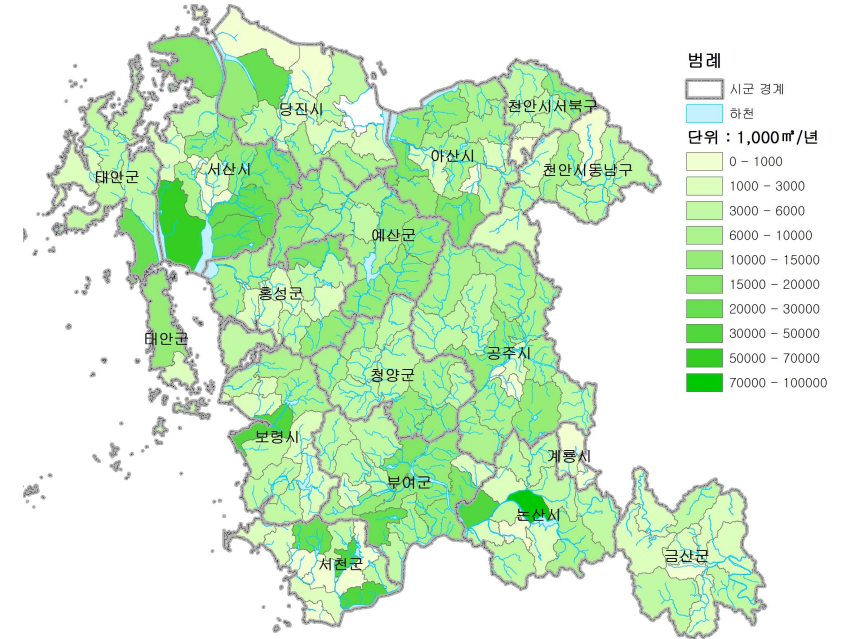 범례
시군 경계
하천
단위 : 1,000㎥/년
0 - 1000
1000 - 3000
3000 - 6000
6000 - 10000
10000 - 15000
15000 - 20000
20000 - 30000
30000 - 50000
50000 - 70000
70000 - 100000
당진시
천안시서북구
아산시
서산시
천안시동남구
태안군
예산군
홍성군
태안군
공주시
청양군
보령시
계룡시
부여군
논산시
금산군
서천군